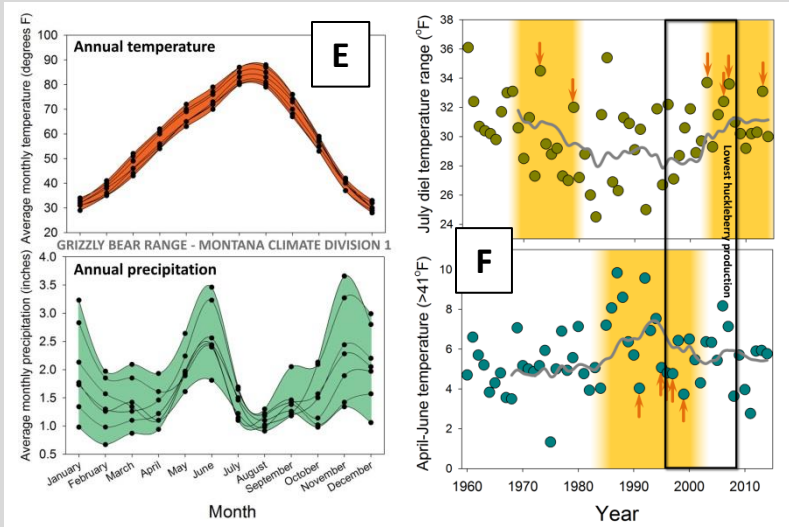 Annual temperature
E
Average monthly temperature (degrees F)
100
90
80
70
60
50
40
30
20
GRIZZLY BEAR RANGE - MONTANA CLIMATE DIVISION 1
Annual precipitation
Average monthly precipitation (inches)
4.0
3.5
3.0
2.5
2.0
1.5
1.0
0.5
January
February
March
April
May
June
July
August
September
October
November
December
Month
July diel temperature range (°F)
36
34
32
30
28
26
24
Lowest huckleberry production
F
April-June temperature (>41°F)
10
8
6
4
2
0
1960
1970
1980
1990
2000
2010
Year